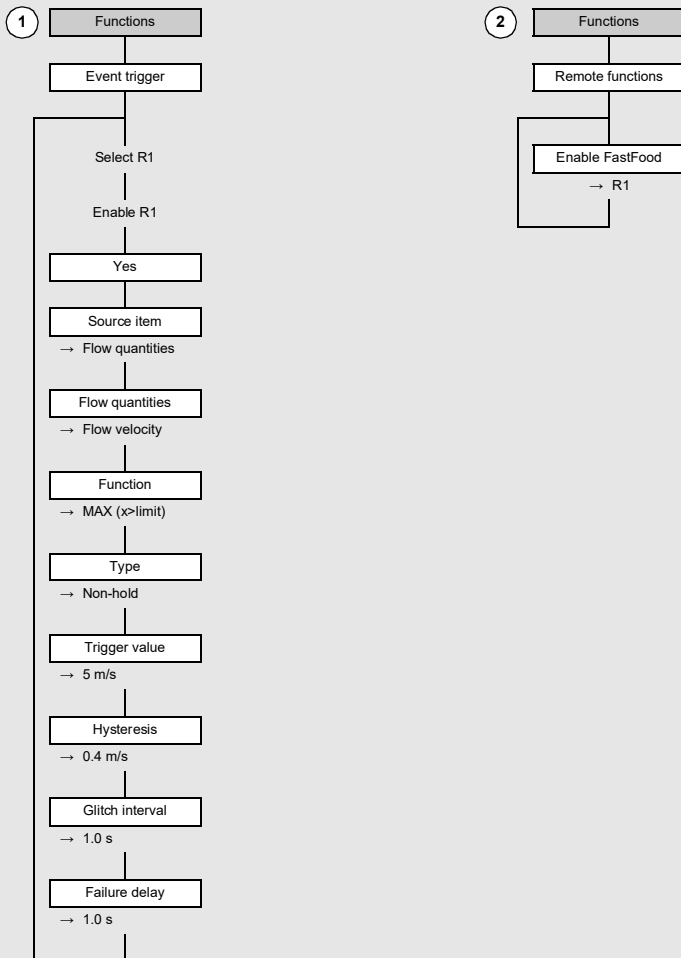 1
Functions
Event trigger
Select R1
Enable R1
Yes
Source item
→ Flow quantities
Flow quantities
→ Flow velocity
Function
→ MAX (x>limit)
Type
→ Non-hold
Trigger value
→ 5 m/s
Hysteresis
→ 0.4 m/s
Glitch interval
→ 1.0 s
Failure delay
→ 1.0 s
2
Functions
Remote functions
Enable FastFood
→ R1